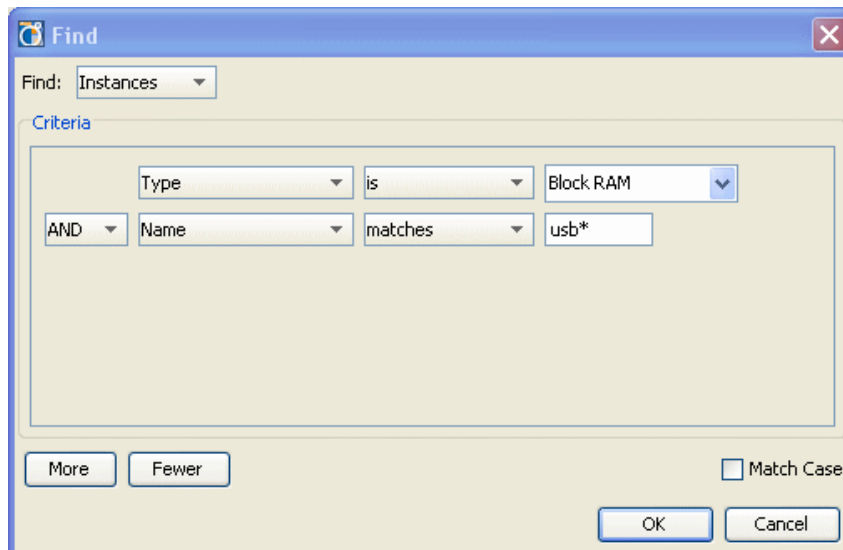 Find
Find: Instances
Criteria
Type is Block RAM
AND Name matches usb*
More Fewer Match Case
OK Cancel